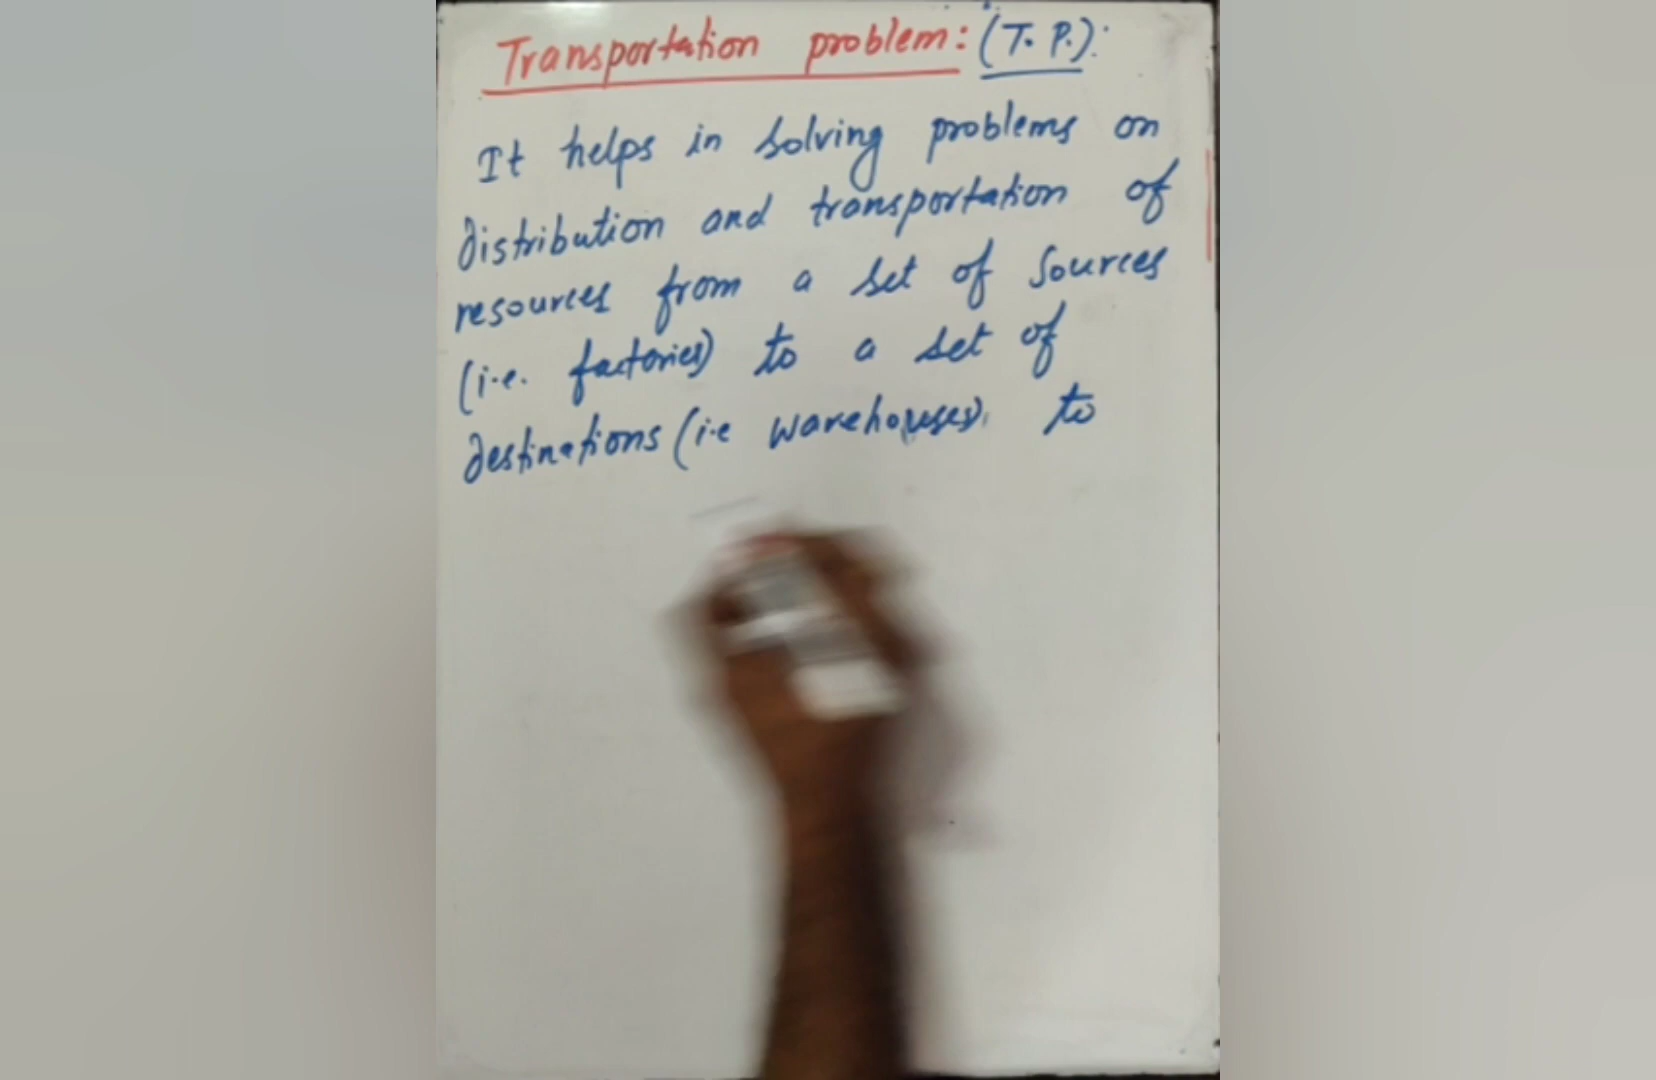 Transportation problem: (T. P.):
It helps in solving problems on
distribution and transportation of
resources from a set of sources
(i.e. factories) to a set of
destinations (i.e warehouses) to